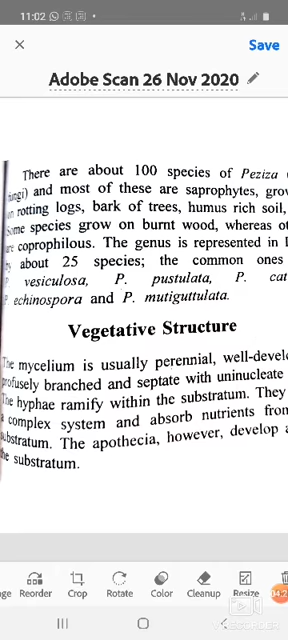 11:02
Save
Adobe Scan 26 Nov 2020
There are about 100 species of Peziza
fungi) and most of these are saprophytes, grow
on rotting logs, bark of trees, humus rich soil,
Some species grow on burnt wood, whereas ot
are coprophilous. The genus is represented in I
by about 25 species; the common ones
P. vesiculosa, P. pustulata, P. cat
P. echinospora and P. mutiguttulata.
Vegetative Structure
The mycelium is usually perennial, well-devel
profusely branched and septate with uninucleate
The hyphae ramify within the substratum. They
a complex system and absorb nutrients from
substratum. The apothecia, however, develop a
the substratum.
ge Reorder Crop Rotate Color Cleanup Resize